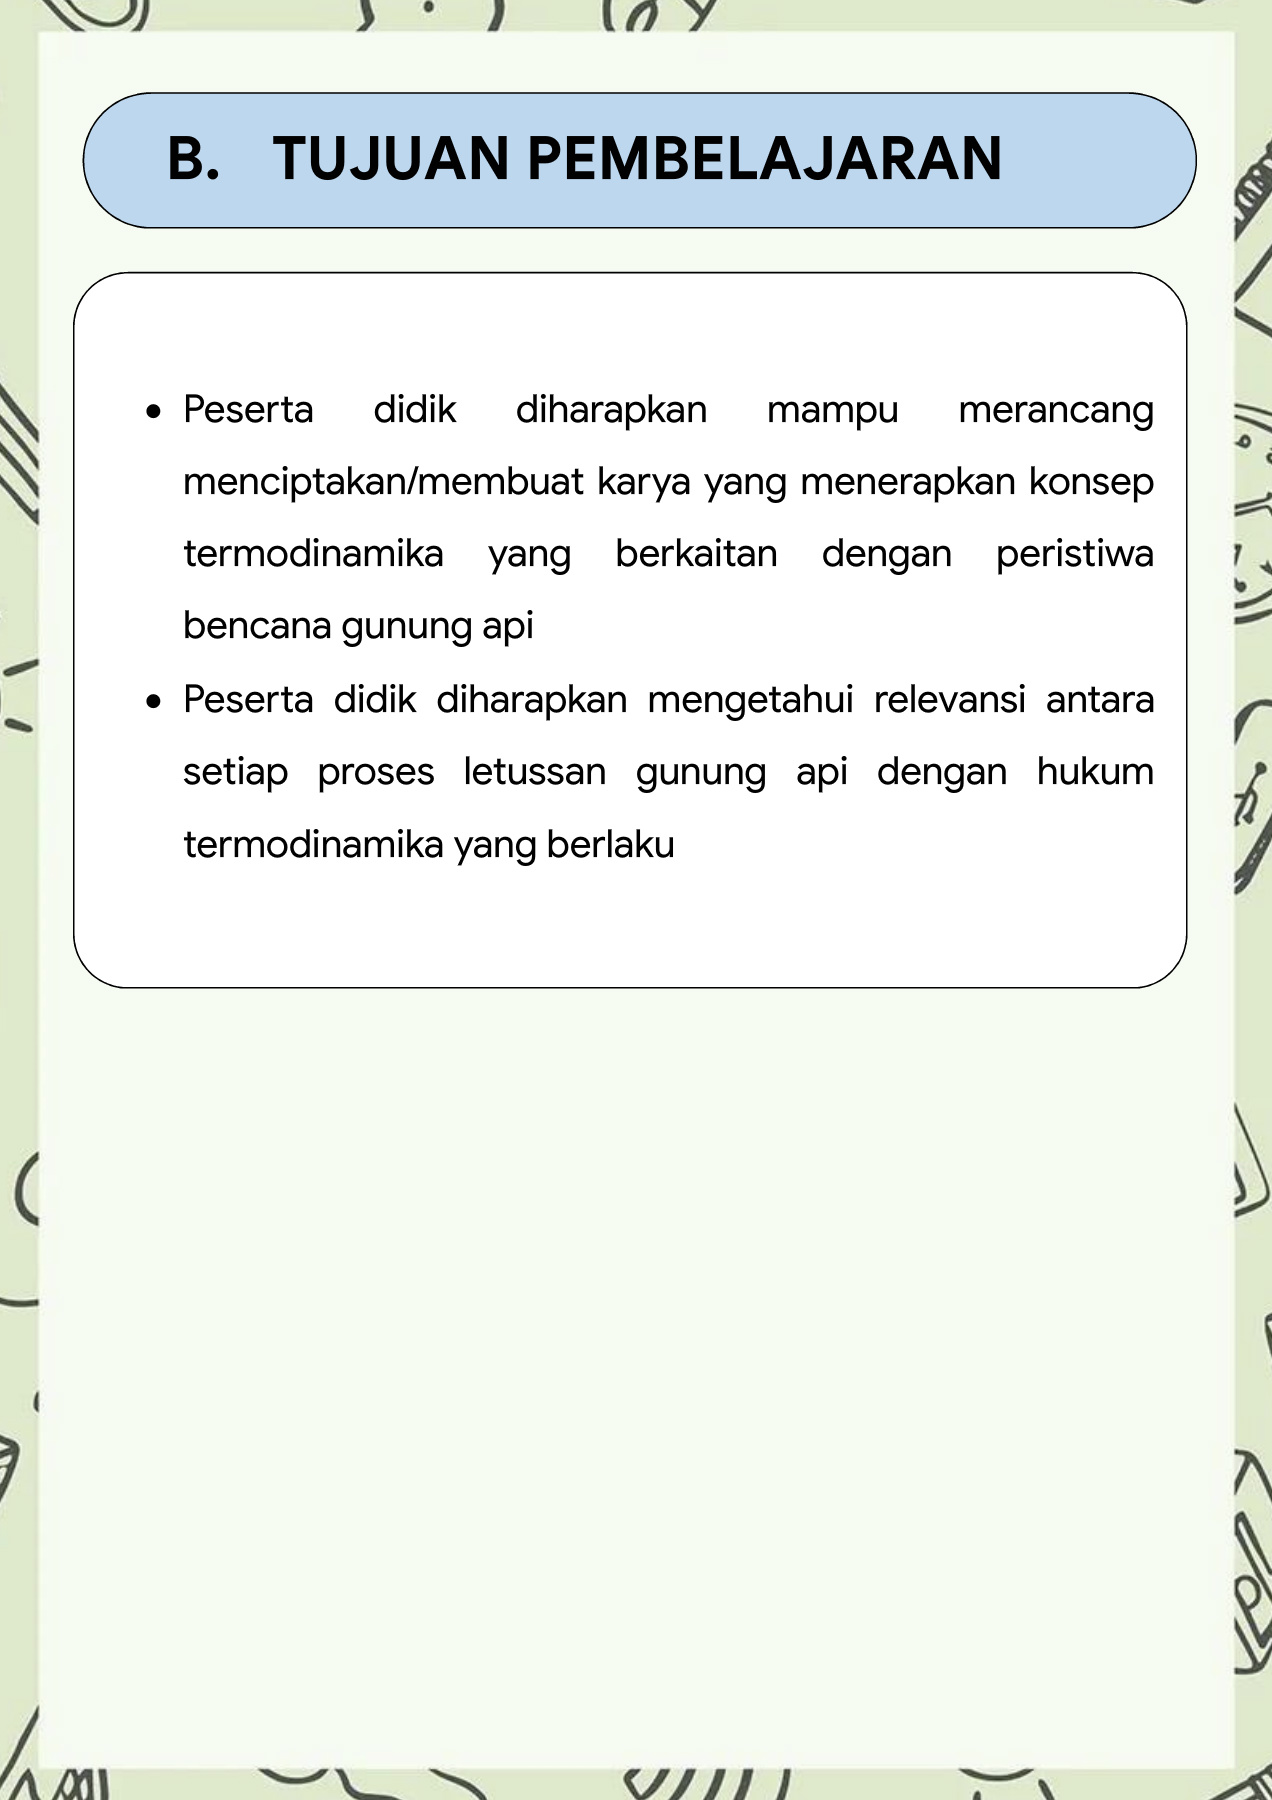 B. TUJUAN PEMBELAJARAN
• Peserta didik diharapkan mampu merancang
menciptakan/membuat karya yang menerapkan konsep
termodinamika yang berkaitan dengan peristiwa
bencana gunung api
• Peserta didik diharapkan mengetahui relevansi antara
setiap proses letussan gunung api dengan hukum
termodinamika yang berlaku